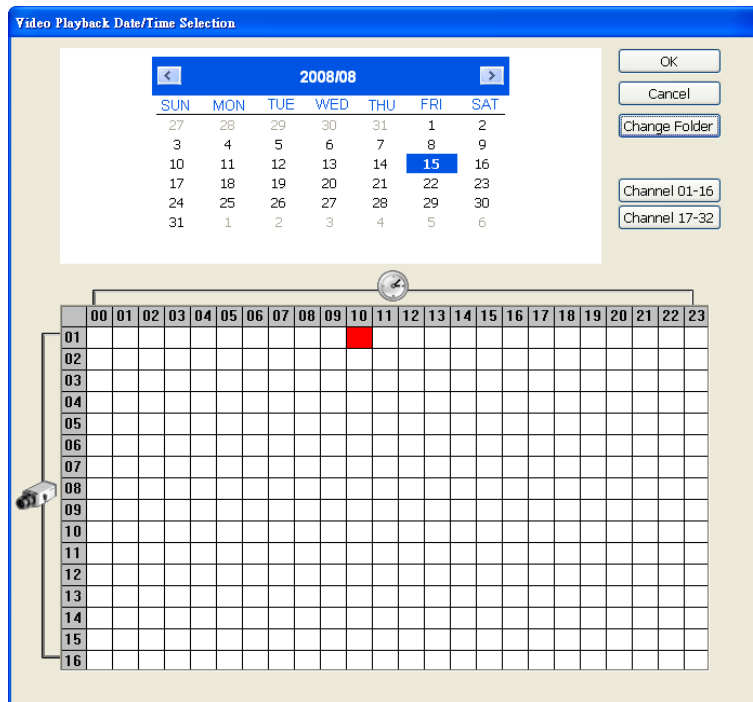 Video Playback Date/Time Selection
OK
Cancel
Change Folder
Channel 01-16
Channel 17-32
2008/08
SUN MON TUE WED THU FRI SAT
27 28 29 30 31 1 2
3 4 5 6 7 8 9
10 11 12 13 14 15 16
17 18 19 20 21 22 23
24 25 26 27 28 29 30
31 1 2 3 4 5 6
00 01 02 03 04 05 06 07 08 09 10 11 12 13 14 15 16 17 18 19 20 21 22 23
01
02
03
04
05
06
07
08
09
10
11
12
13
14
15
16